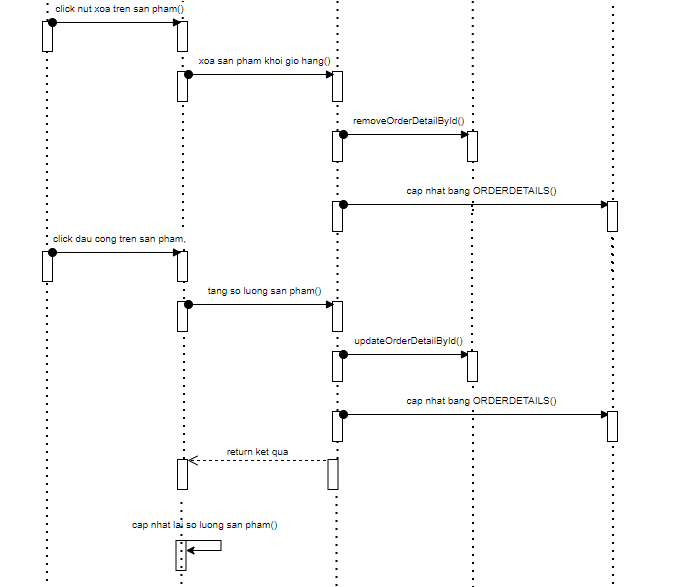 click nut xoa tren san pham()
xoa san pham khoi gio hang()
removeOrderDetailById()
cap nhat bang ORDERDETAILS()
click dau cong tren san pham,
tang so luong san pham()
updateOrderDetailById()
cap nhat bang ORDERDETAILS()
return ket qua
cap nhat lai so luong san pham()